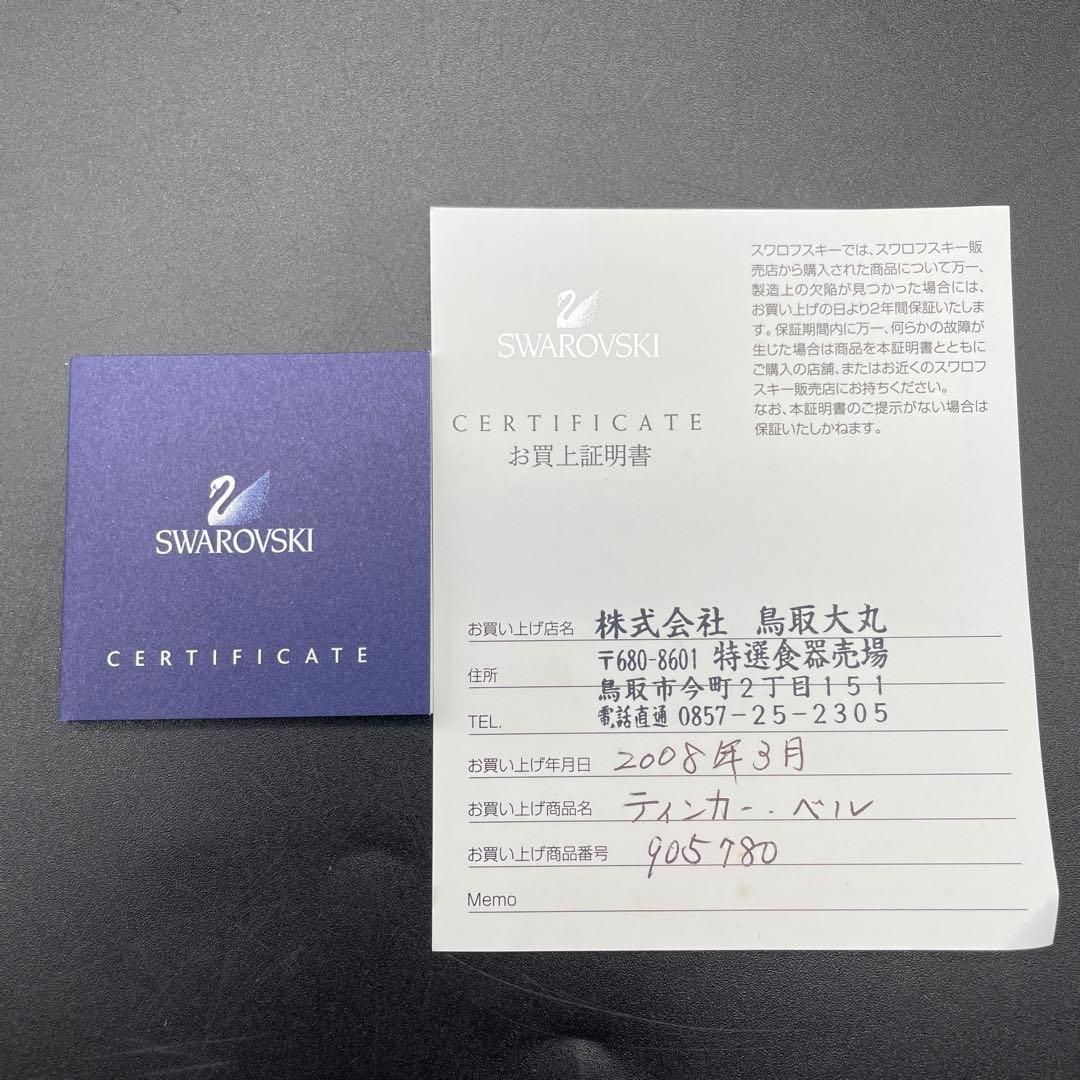 SWAROVSKI
CERTIFICATE
SWAROVSKI
CERTIFICATE
お買上証明書
スワロフスキーでは、スワロフスキー販
売店から購入された商品について万一、
製造上の欠陥が見つかった場合には、
お買い上げの日より2年間保証いたしま
す。保証期間内に万一、何らかの故障が
生じた場合は商品を本証明書とともに
ご購入の店舗、またはお近くのスワロフ
スキー販売店にお持ちください。
なお、本証明書のご提示がない場合は
保証いたしかねます。
お買い上げ店名 株式会社 鳥取大丸
〒680-8601 特選食器売場
住所 鳥取市今町2丁目151
TEL. 電話直通 0857-25-2305
お買い上げ年月日 2008年3月
お買い上げ商品名 ティンカー.ベル
お買い上げ商品番号 905780
Memo